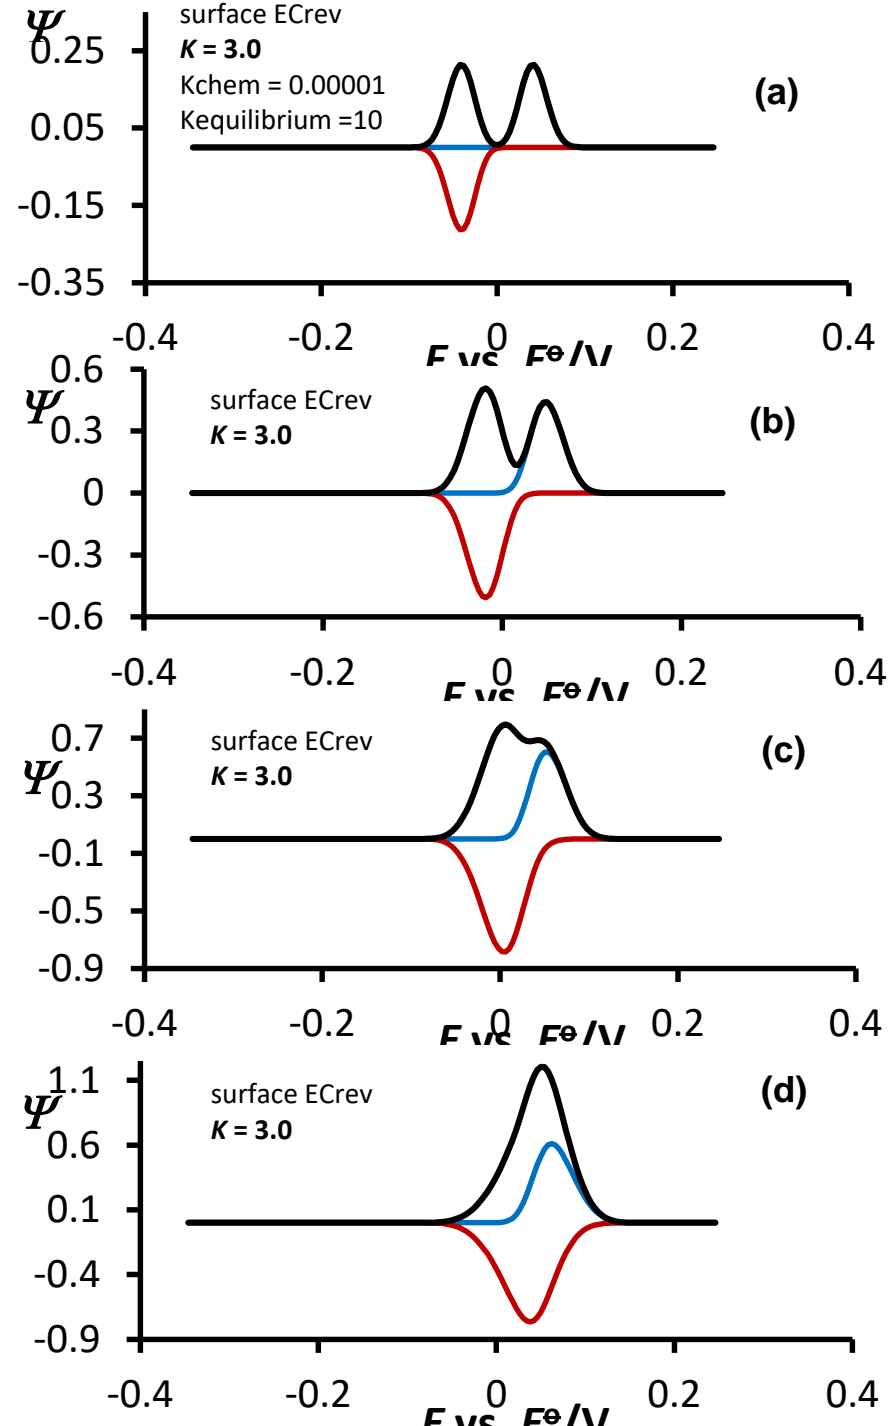 Ψ
surface ECrev
K = 3.0
Kchem = 0.00001
Kequilibrium =10
(a)
0.25
0.05
-0.15
-0.35
-0.4 -0.2 0 0.2 0.4
E vs. E⊖/V
Ψ
surface ECrev
K = 3.0
(b)
0.6
0.3
0
-0.3
-0.6
-0.4 -0.2 0 0.2 0.4
E vs. E⊖/V
Ψ
surface ECrev
K = 3.0
(c)
0.7
0.3
-0.1
-0.5
-0.9
-0.4 -0.2 0 0.2 0.4
E vs. E⊖/V
Ψ
surface ECrev
K = 3.0
(d)
1.1
0.6
0.1
-0.4
-0.9
-0.4 -0.2 0 0.2 0.4
E vs. E⊖/V